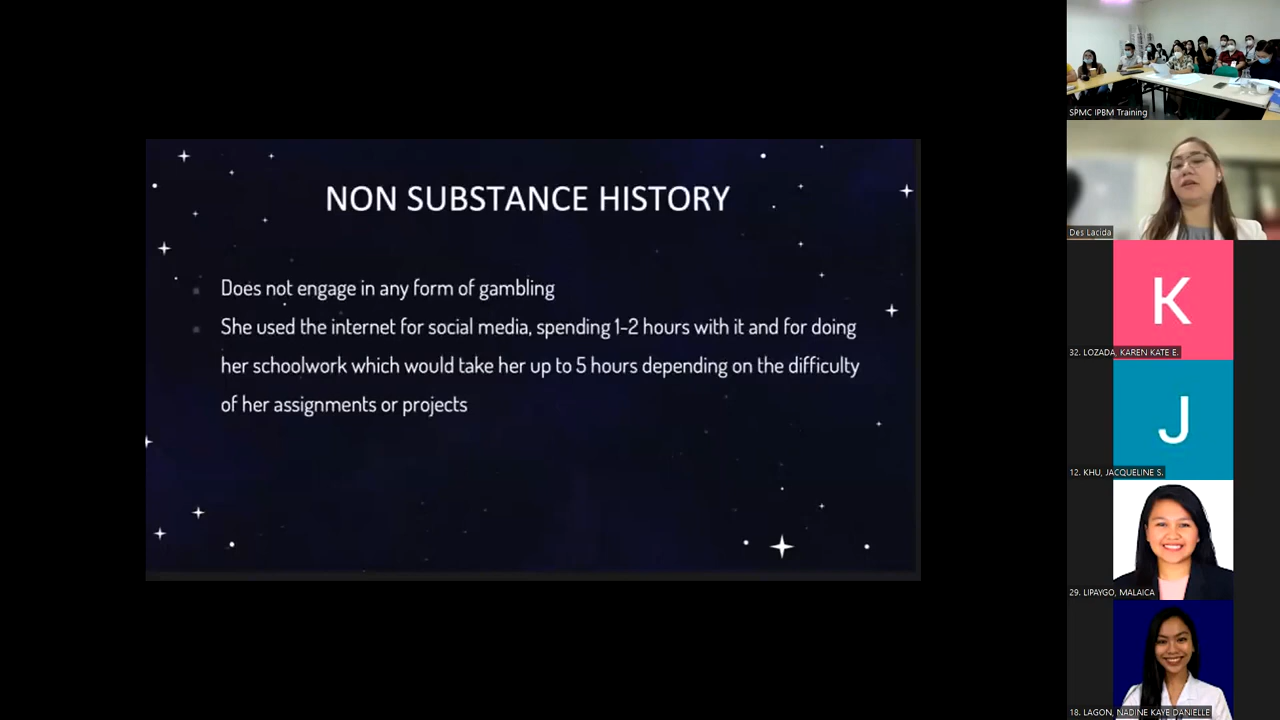 NON SUBSTANCE HISTORY
Does not engage in any form of gambling
She used the internet for social media, spending 1-2 hours with it and for doing
her schoolwork which would take her up to 5 hours depending on the difficulty
of her assignments or projects
SPMC IPBM Training
Des Lacida
K
32. LOZADA, KAREN KATE E.
J
12. KHU, JACQUELINE S.
29. LIPAYGO, MALAICA
18. LAGON, NADINE KAYE DANIELLE